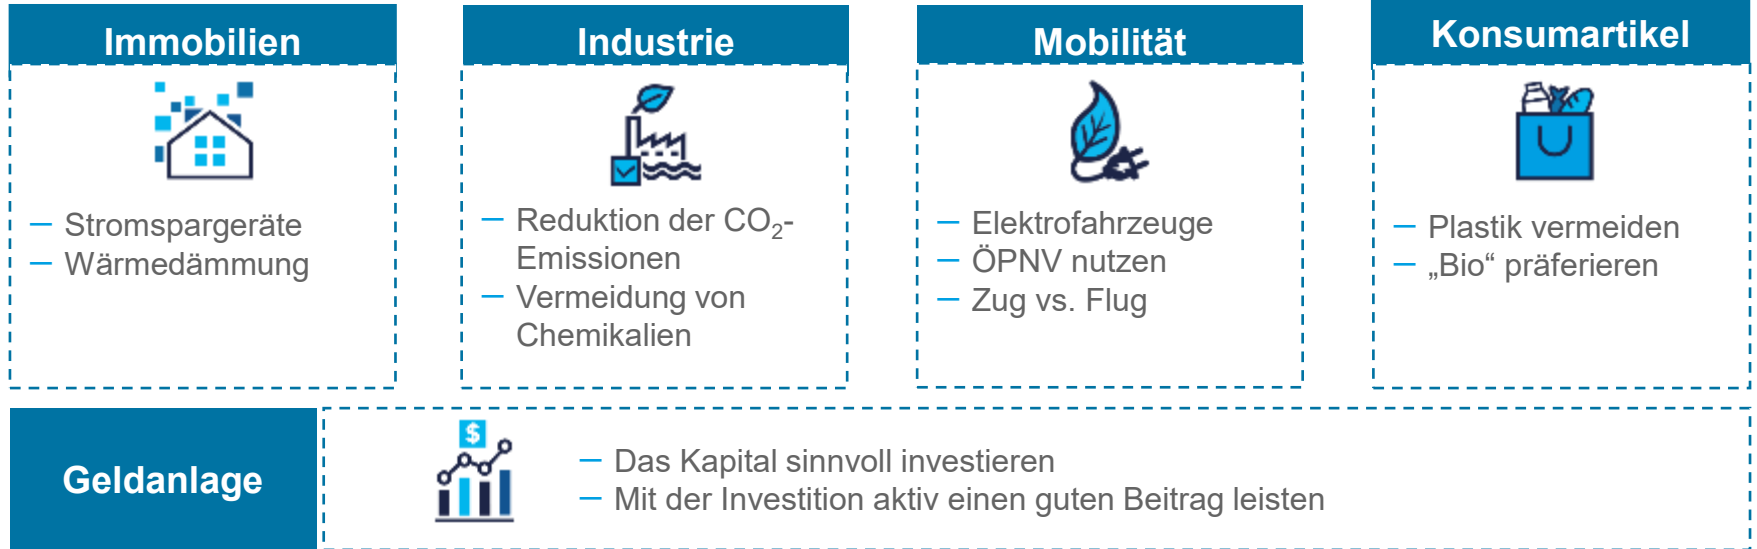 Immobilien
— Stromspargeräte
— Wärmedämmung
Industrie
— Reduktion der CO₂-
Emissionen
— Vermeidung von
Chemikalien
Mobilität
— Elektrofahrzeuge
— ÖPNV nutzen
— Zug vs. Flug
Konsumartikel
— Plastik vermeiden
— „Bio“ präferieren
Geldanlage
$
— Das Kapital sinnvoll investieren
— Mit der Investition aktiv einen guten Beitrag leisten